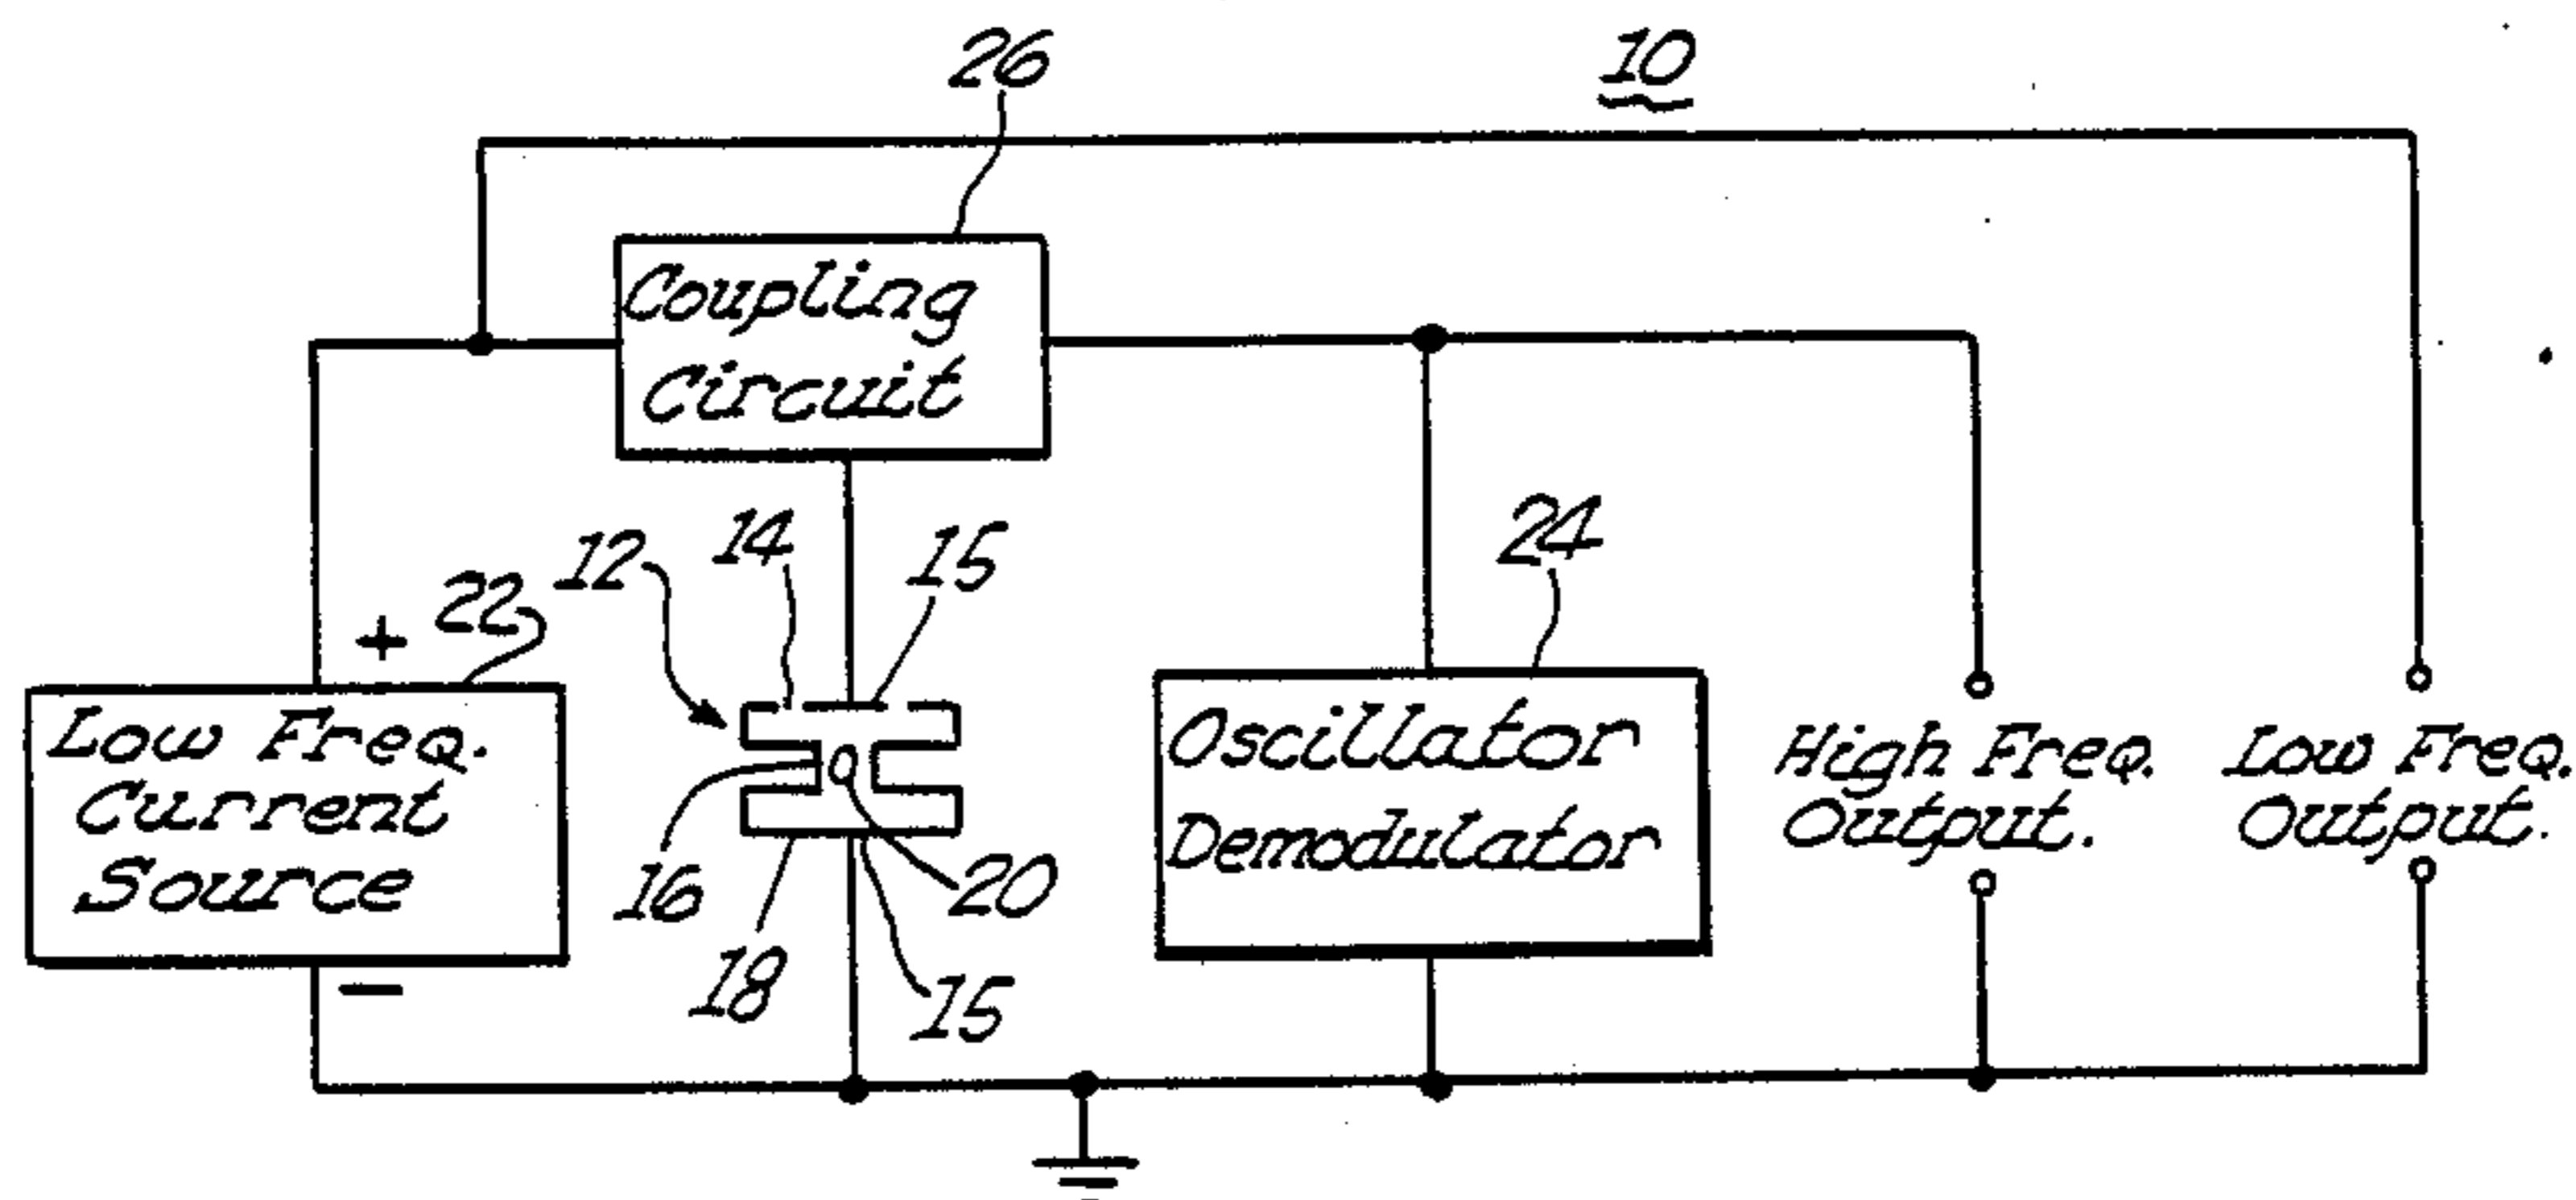 26
10
Coupling
Circuit
12
14
15
24
22
+
Low Freq.
Current
Source
−
16
18
20
15
Oscillator
Demodulator
High Freq.
Output.
Low Freq.
Output.